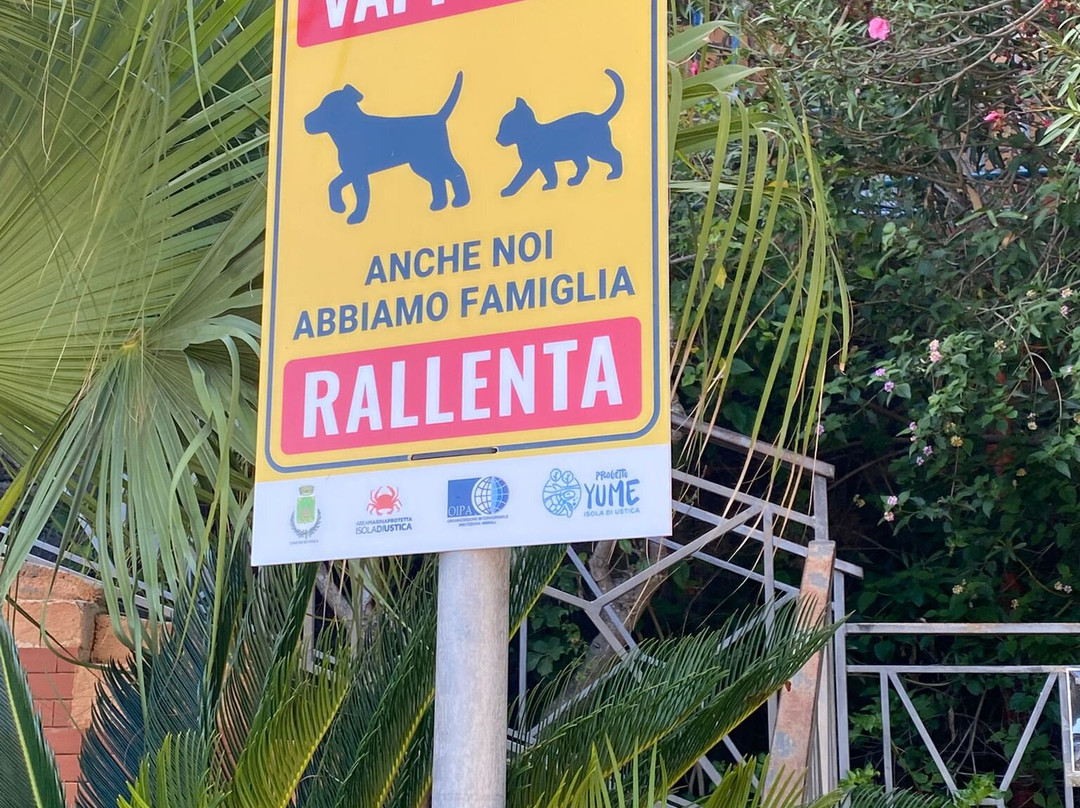 ANCHE NOI
ABBIAMO FAMIGLIA
RALLENTA
AREA MARINA PROTETTA
ISOLA DI USTICA
OIPA
PROGETTO
YUME
ISOLA DI USTICA